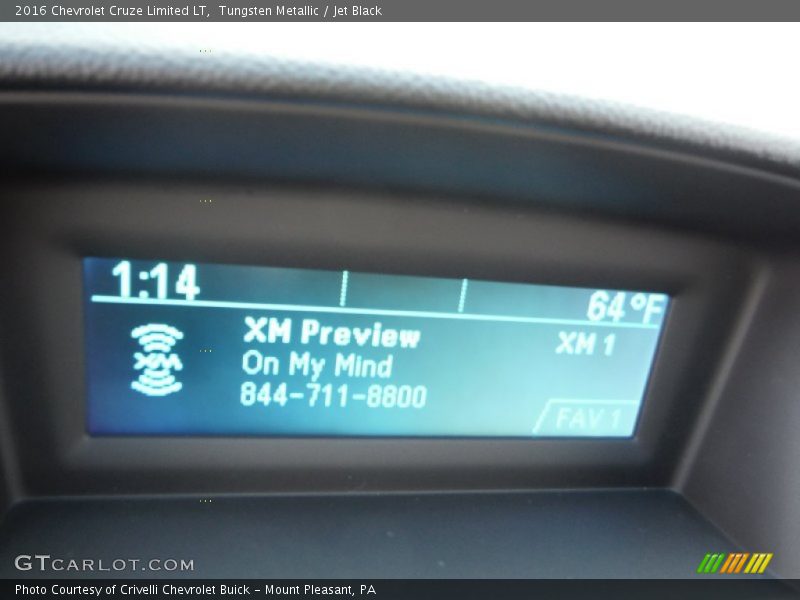 2016 Chevrolet Cruze Limited LT, Tungsten Metallic / Jet Black
1:14 64°F
XM
XM Preview XM 1
On My Mind
844-711-8800
FAV 1
GTCARLOT.COM
Photo Courtesy of Crivelli Chevrolet Buick - Mount Pleasant, PA